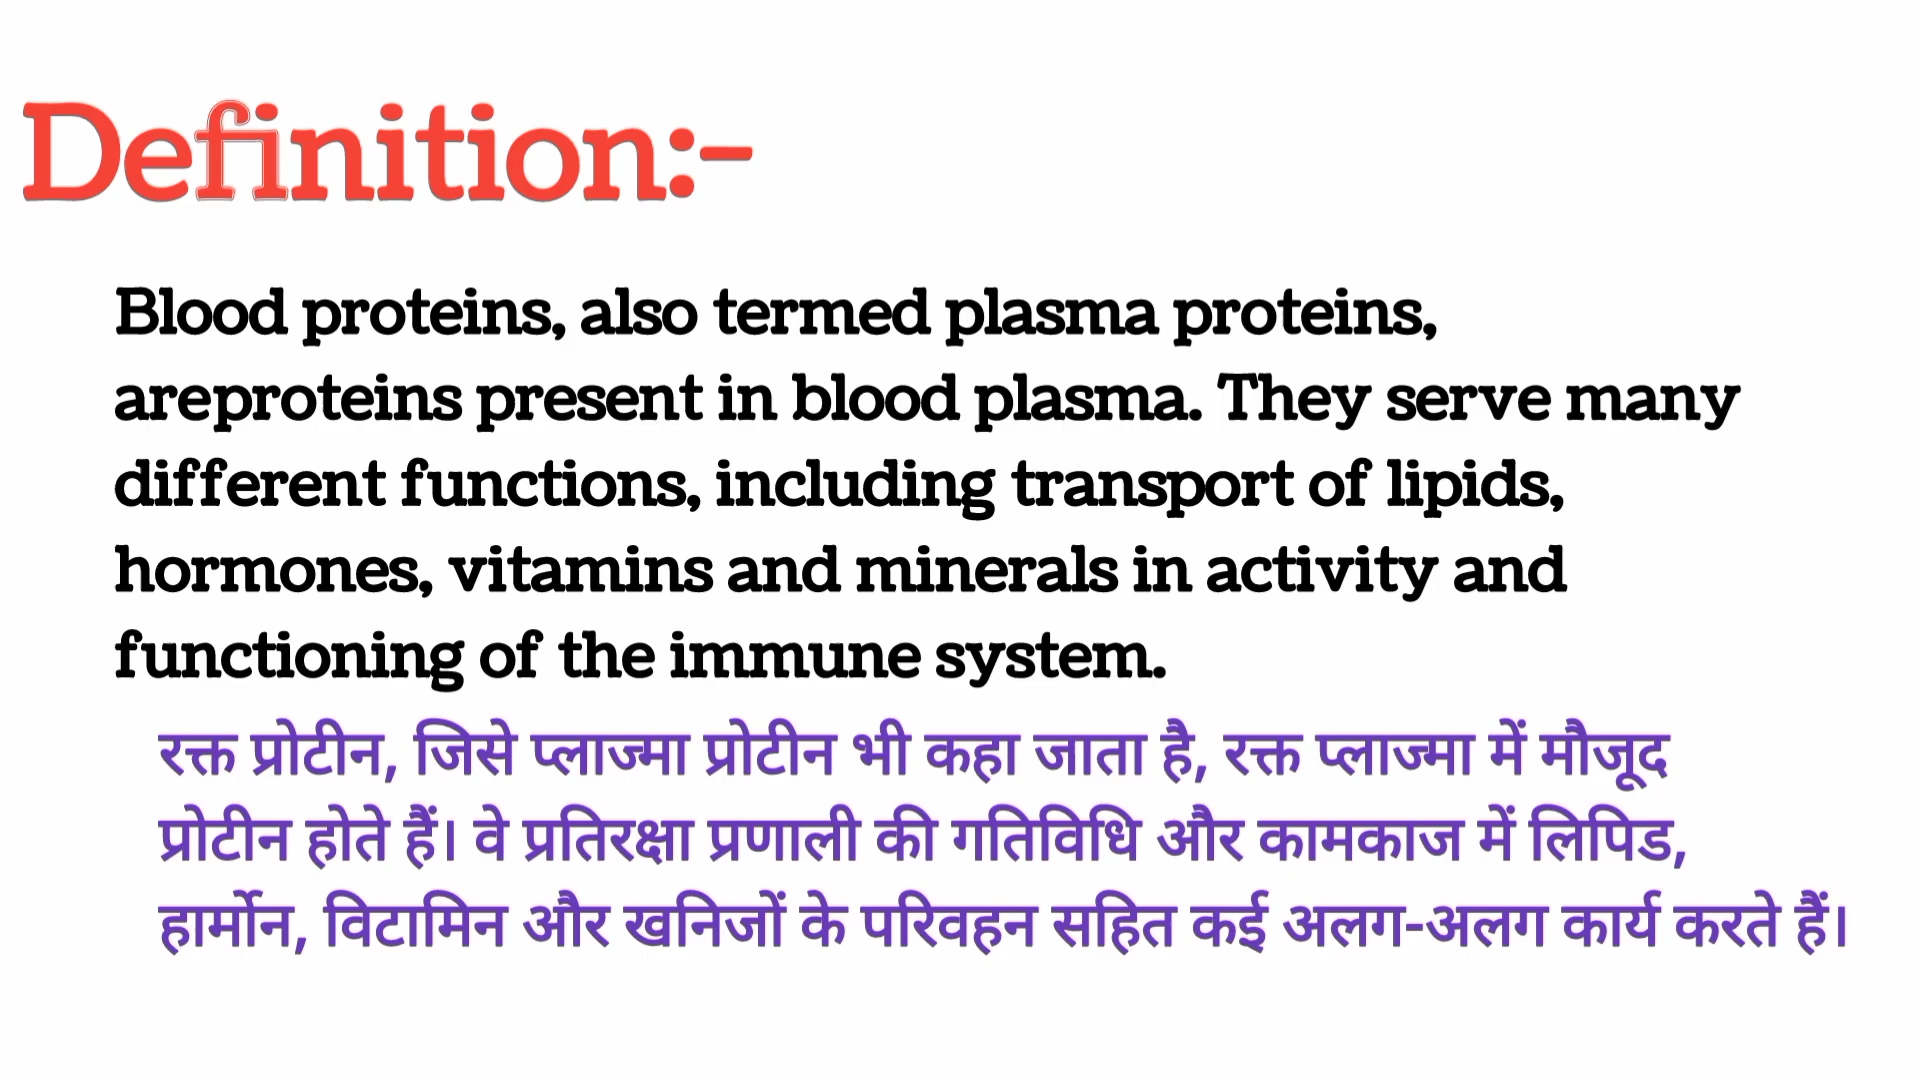 Definition:-
Blood proteins, also termed plasma proteins,
areproteins present in blood plasma. They serve many
different functions, including transport of lipids,
hormones, vitamins and minerals in activity and
functioning of the immune system.
रक्त प्रोटीन, जिसे प्लाज्मा प्रोटीन भी कहा जाता है, रक्त प्लाज्मा में मौजूद
प्रोटीन होते हैं। वे प्रतिरक्षा प्रणाली की गतिविधि और कामकाज में लिपिड,
हार्मोन, विटामिन और खनिजों के परिवहन सहित कई अलग-अलग कार्य करते हैं।